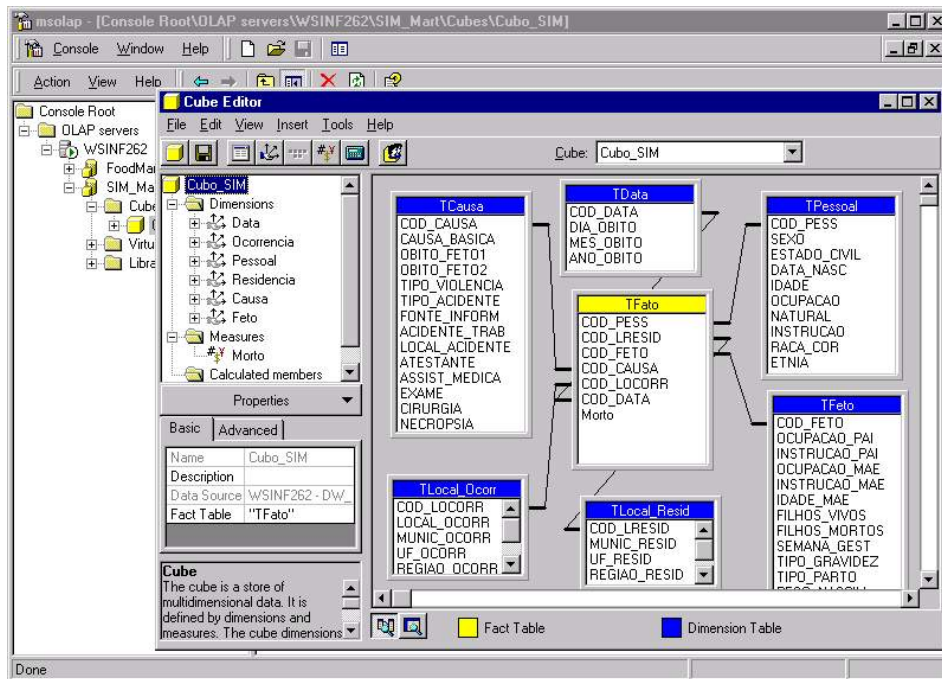 msolap - [Console Root\OLAP servers\WSINF262\SIM_Mart\Cubes\Cubo_SIM]
Console Window Help
Action View Help
Console Root
OLAP servers
WSINF262
FoodMar
SIM_Ma
Cube
Virtu
Libra
Cube Editor
File Edit View Insert Tools Help
Cube: Cubo_SIM
Cubo_SIM
Dimensions
Data
Ocorrencia
Pessoal
Residencia
Causa
Feto
Measures
Morto
Calculated members
Properties
Basic Advanced
Name Cubo_SIM
Description
Data Source WSINF262 - DW_
Fact Table "TFato"
Cube
The cube is a store of
multidimensional data. It is
defined by dimensions and
measures. The cube dimensions
TCausa
COD_CAUSA
CAUSA_BASICA
OBITO_FETO1
OBITO_FETO2
TIPO_VIOLENCIA
TIPO_ACIDENTE
FONTE_INFORM
ACIDENTE_TRAB
LOCAL_ACIDENTE
ATESTANTE
ASSIST_MEDICA
EXAME
CIRURGIA
NECROPSIA
TData
COD_DATA
DIA_OBITO
MES_OBITO
ANO_OBITO
TPessoal
COD_PESS
SEXO
ESTADO_CIVIL
DATA_NASC
IDADE
OCUPACAO
NATURAL
INSTRUCAO
RACA_COR
ETNIA
TFato
COD_PESS
COD_LRESID
COD_FETO
COD_CAUSA
COD_LOCORR
COD_DATA
Morto
TLocal_Ocorr
COD_LOCORR
LOCAL_OCORR
MUNIC_OCORR
UF_OCORR
REGIAO_OCORR
TLocal_Resid
COD_LRESID
MUNIC_RESID
UF_RESID
REGIAO_RESID
TFeto
COD_FETO
OCUPACAO_PAI
INSTRUCAO_PAI
OCUPACAO_MAE
INSTRUCAO_MAE
IDADE_MAE
FILHOS_VIVOS
FILHOS_MORTOS
SEMANA_GEST
TIPO_GRAVIDEZ
TIPO_PARTO
Fact Table
Dimension Table
Done